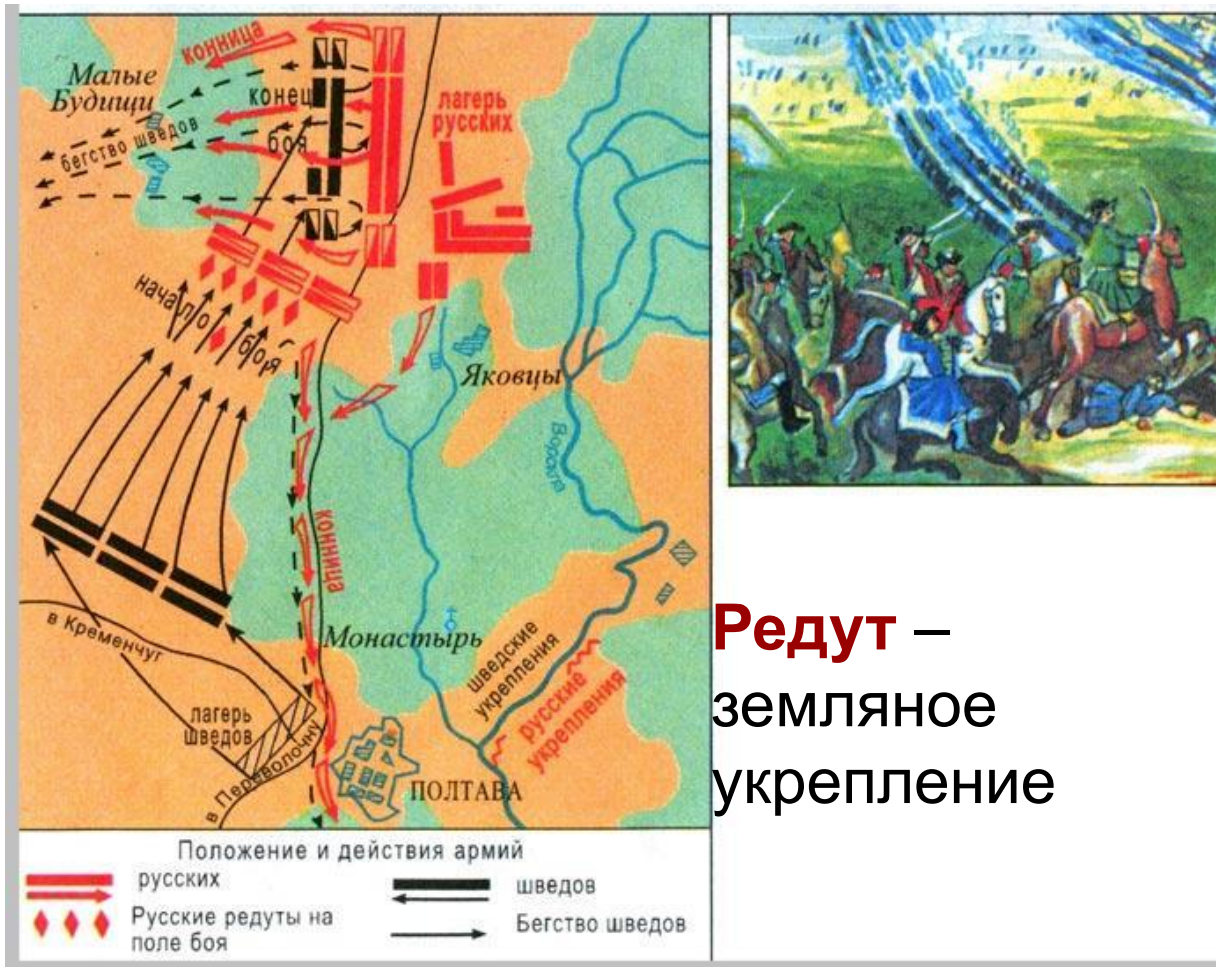 конница
Малые
Будищи
конец
боя
бегство шведов
лагерь
русских
начало
боя
Яковцы
Ворскла
конница
Монастырь
в Кременчуг
шведские
укрепления
русские
укрепления
лагерь
шведов
в Переволочну
ПОЛТАВА
Положение и действия армий
русских
шведов
Русские редуты на
поле боя
Бегство шведов
Редут –
земляное
укрепление